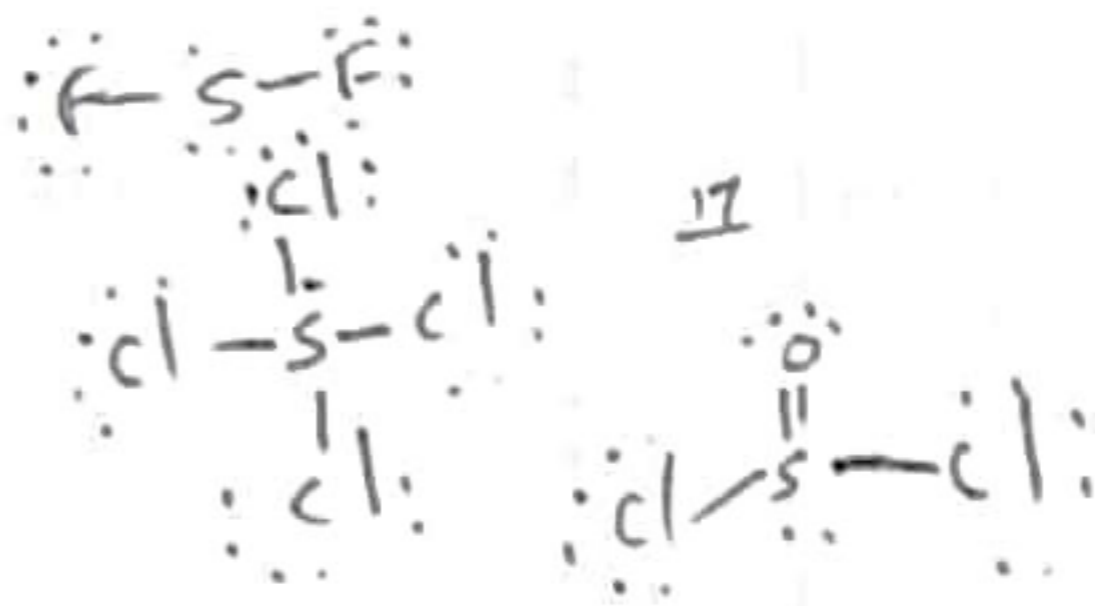 F — S — F
Cl
17
Cl — S — Cl
O
||
Cl
Cl / S — Cl